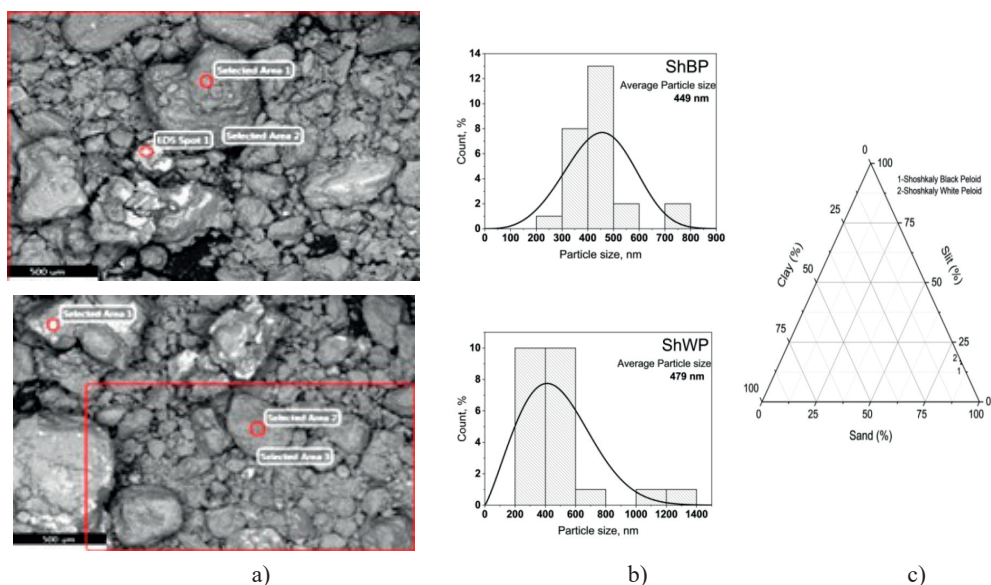 Selected Area 1
EDS Spot 1
Selected Area 2
500 µm
Selected Area 1
Selected Area 2
Selected Area 3
500 µm
a)
ShBP
Average Particle size
449 nm
Count, %
14
12
10
8
6
4
2
0
0 100 200 300 400 500 600 700 800 900
Particle size, nm
ShWP
Average Particle size
479 nm
Count, %
10
8
6
4
2
0
0 200 400 600 800 1000 1200 1400
Particle size, nm
b)
1-Shoshkaly Black Peloid
2-Shoshkaly White Peloid
0
25
50
75
100
Clay (%)
100
75
50
25
0
Slit (%)
2
1
0 25 50 75 100
Sand (%)
c)